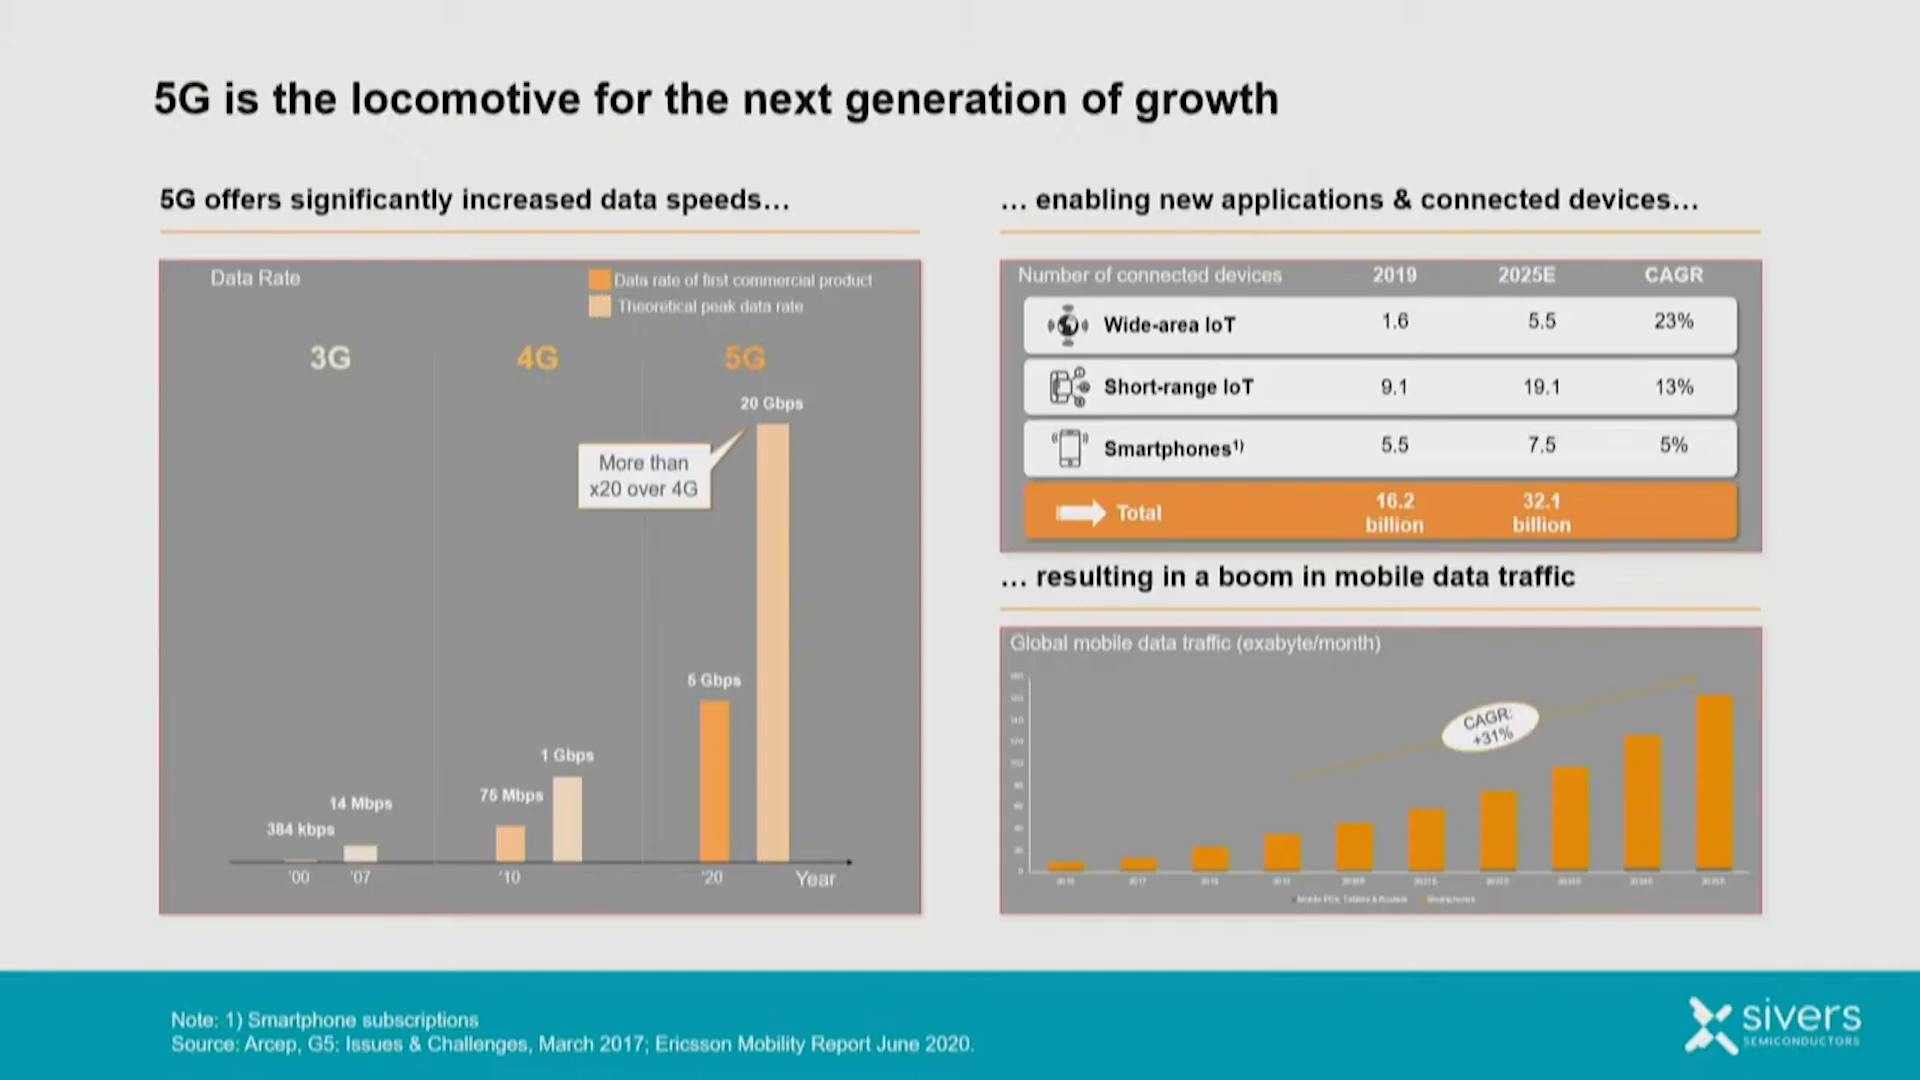 5G is the locomotive for the next generation of growth
5G offers significantly increased data speeds...
Data Rate
Data rate of first commercial product
Theoretical peak data rate
3G
4G
5G
20 Gbps
More than
x20 over 4G
5 Gbps
1 Gbps
75 Mbps
14 Mbps
384 kbps
'00
'07
'10
'20
Year
... enabling new applications & connected devices...
Number of connected devices 2019 2025E CAGR
Wide-area IoT 1.6 5.5 23%
Short-range IoT 9.1 19.1 13%
Smartphones¹⁾ 5.5 7.5 5%
Total 16.2 billion 32.1 billion
... resulting in a boom in mobile data traffic
Global mobile data traffic (exabyte/month)
CAGR:
+31%
Note: 1) Smartphone subscriptions
Source: Arcep, G5: Issues & Challenges, March 2017; Ericsson Mobility Report June 2020.
sivers
SEMICONDUCTORS